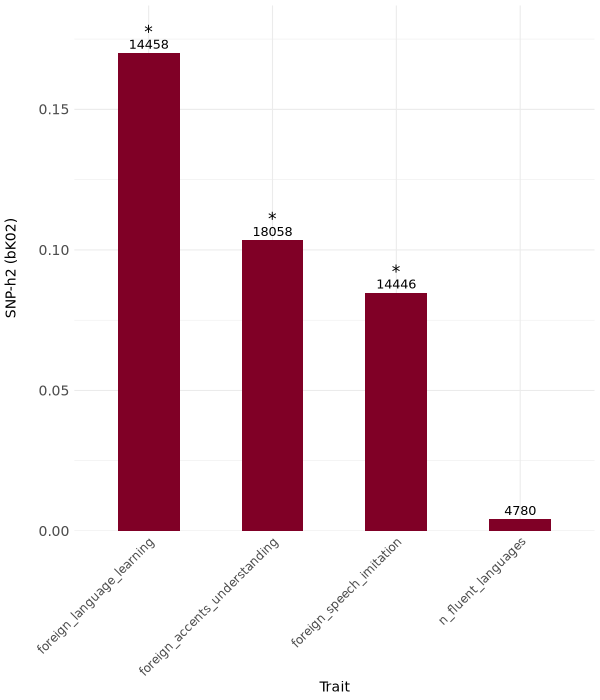 *
14458
0.15
*
18058
0.10
*
14446
0.05
4780
0.00
SNP-h2 (bK02)
foreign_language_learning
foreign_accents_understanding
foreign_speech_imitation
n_fluent_languages
Trait